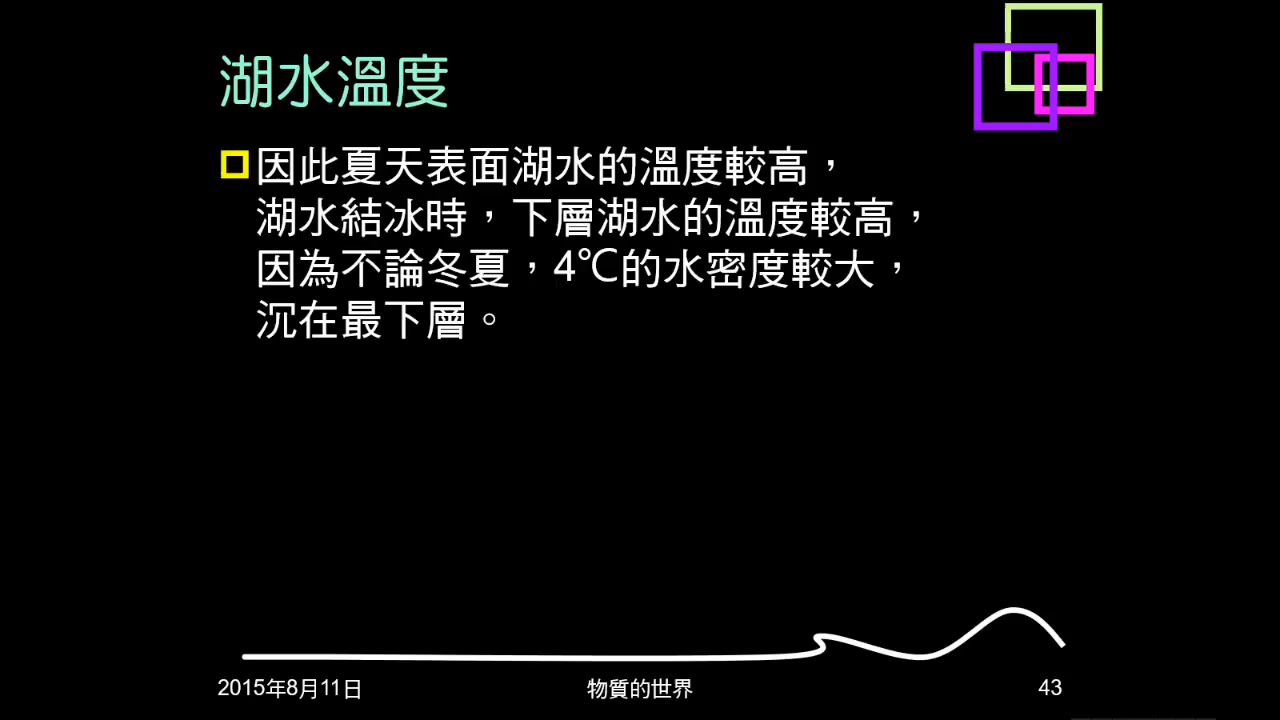 湖水溫度
因此夏天表面湖水的溫度較高，
湖水結冰時，下層湖水的溫度較高，
因為不論冬夏，4℃的水密度較大，
沉在最下層。
2015年8月11日
物質的世界
43